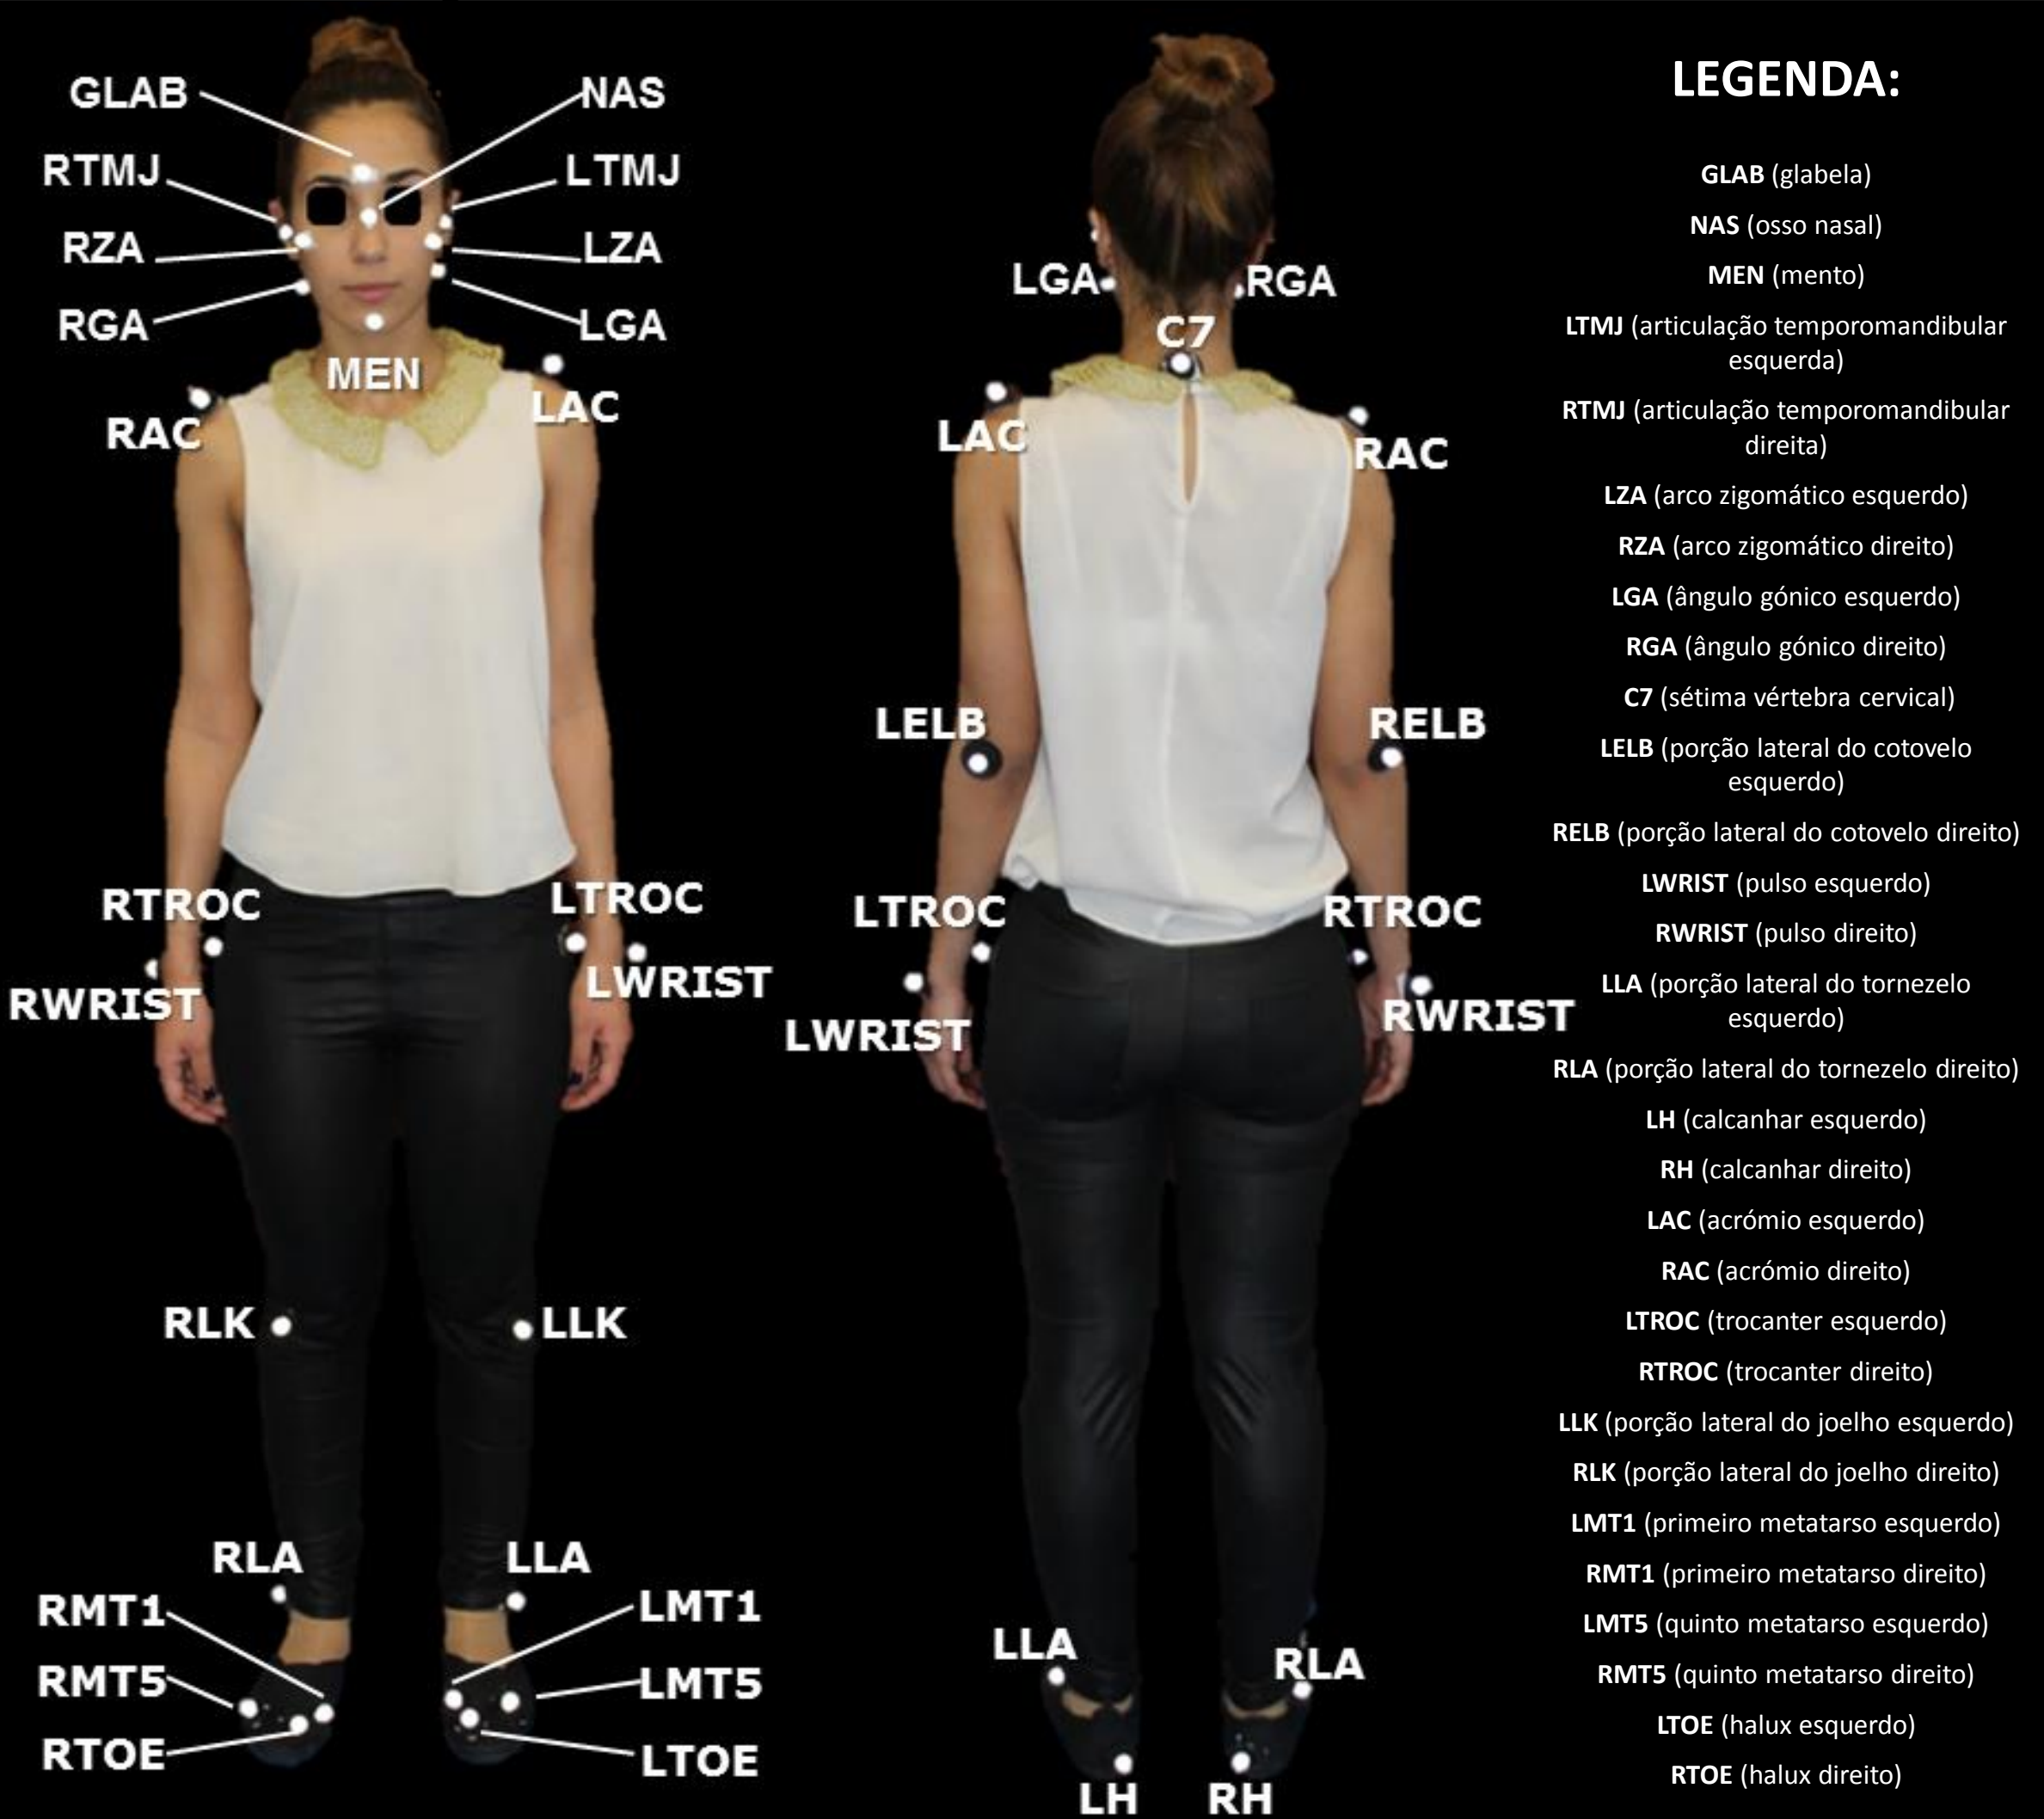 GLAB
NAS
RTMJ
LTMJ
RZA
LZA
RGA
LGA
MEN
RAC
LAC
RTROC
LTROC
RWRIST
LWRIST
RLK
LLK
RLA
LLA
RMT1
LMT1
RMT5
LMT5
RTOE
LTOE
LGA
RGA
C7
LAC
RAC
LELB
RELB
LTROC
RTROC
LWRIST
RWRIST
LLA
RLA
LH
RH
LEGENDA:
GLAB (glabela)
NAS (osso nasal)
MEN (mento)
LTMJ (articulação temporomandibular
esquerda)
RTMJ (articulação temporomandibular
direita)
LZA (arco zigomático esquerdo)
RZA (arco zigomático direito)
LGA (ângulo gónico esquerdo)
RGA (ângulo gónico direito)
C7 (sétima vértebra cervical)
LELB (porção lateral do cotovelo
esquerdo)
RELB (porção lateral do cotovelo direito)
LWRIST (pulso esquerdo)
RWRIST (pulso direito)
LLA (porção lateral do tornezelo
esquerdo)
RLA (porção lateral do tornezelo direito)
LH (calcanhar esquerdo)
RH (calcanhar direito)
LAC (acrómio esquerdo)
RAC (acrómio direito)
LTROC (trocanter esquerdo)
RTROC (trocanter direito)
LLK (porção lateral do joelho esquerdo)
RLK (porção lateral do joelho direito)
LMT1 (primeiro metatarso esquerdo)
RMT1 (primeiro metatarso direito)
LMT5 (quinto metatarso esquerdo)
RMT5 (quinto metatarso direito)
LTOE (halux esquerdo)
RTOE (halux direito)